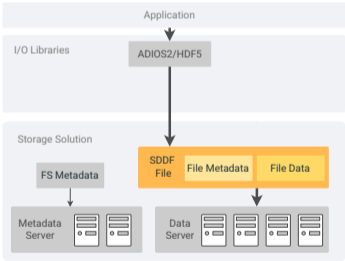 Application
I/O Libraries
ADIOS2/HDF5
Storage Solution
SDDF
File
File Metadata
File Data
FS Metadata
Metadata
Server
Data
Server